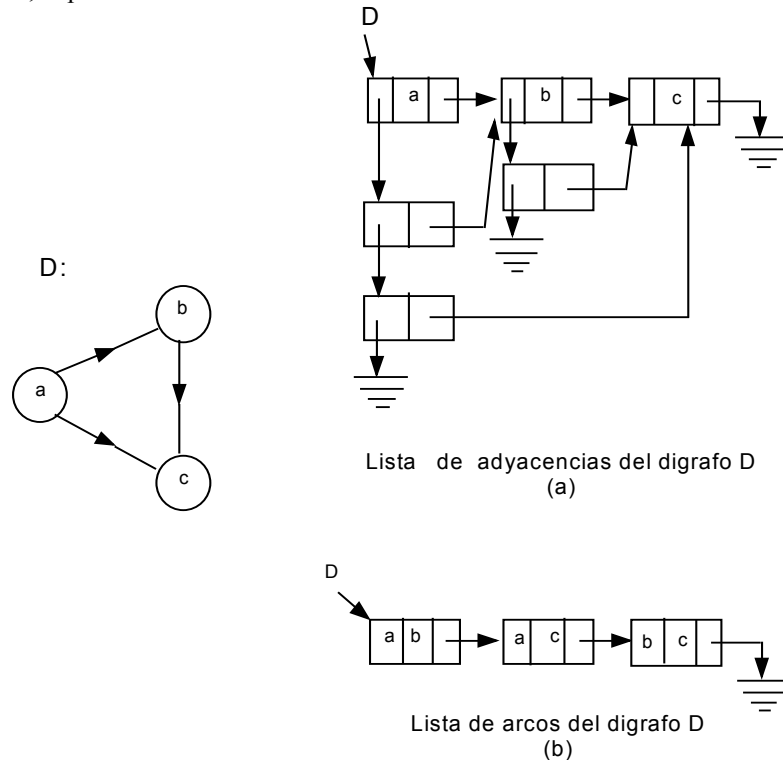 D
a b c
D:
b
a
c
Lista de adyacencias del digrafo D
(a)
D
a b a c b c
Lista de arcos del digrafo D
(b)